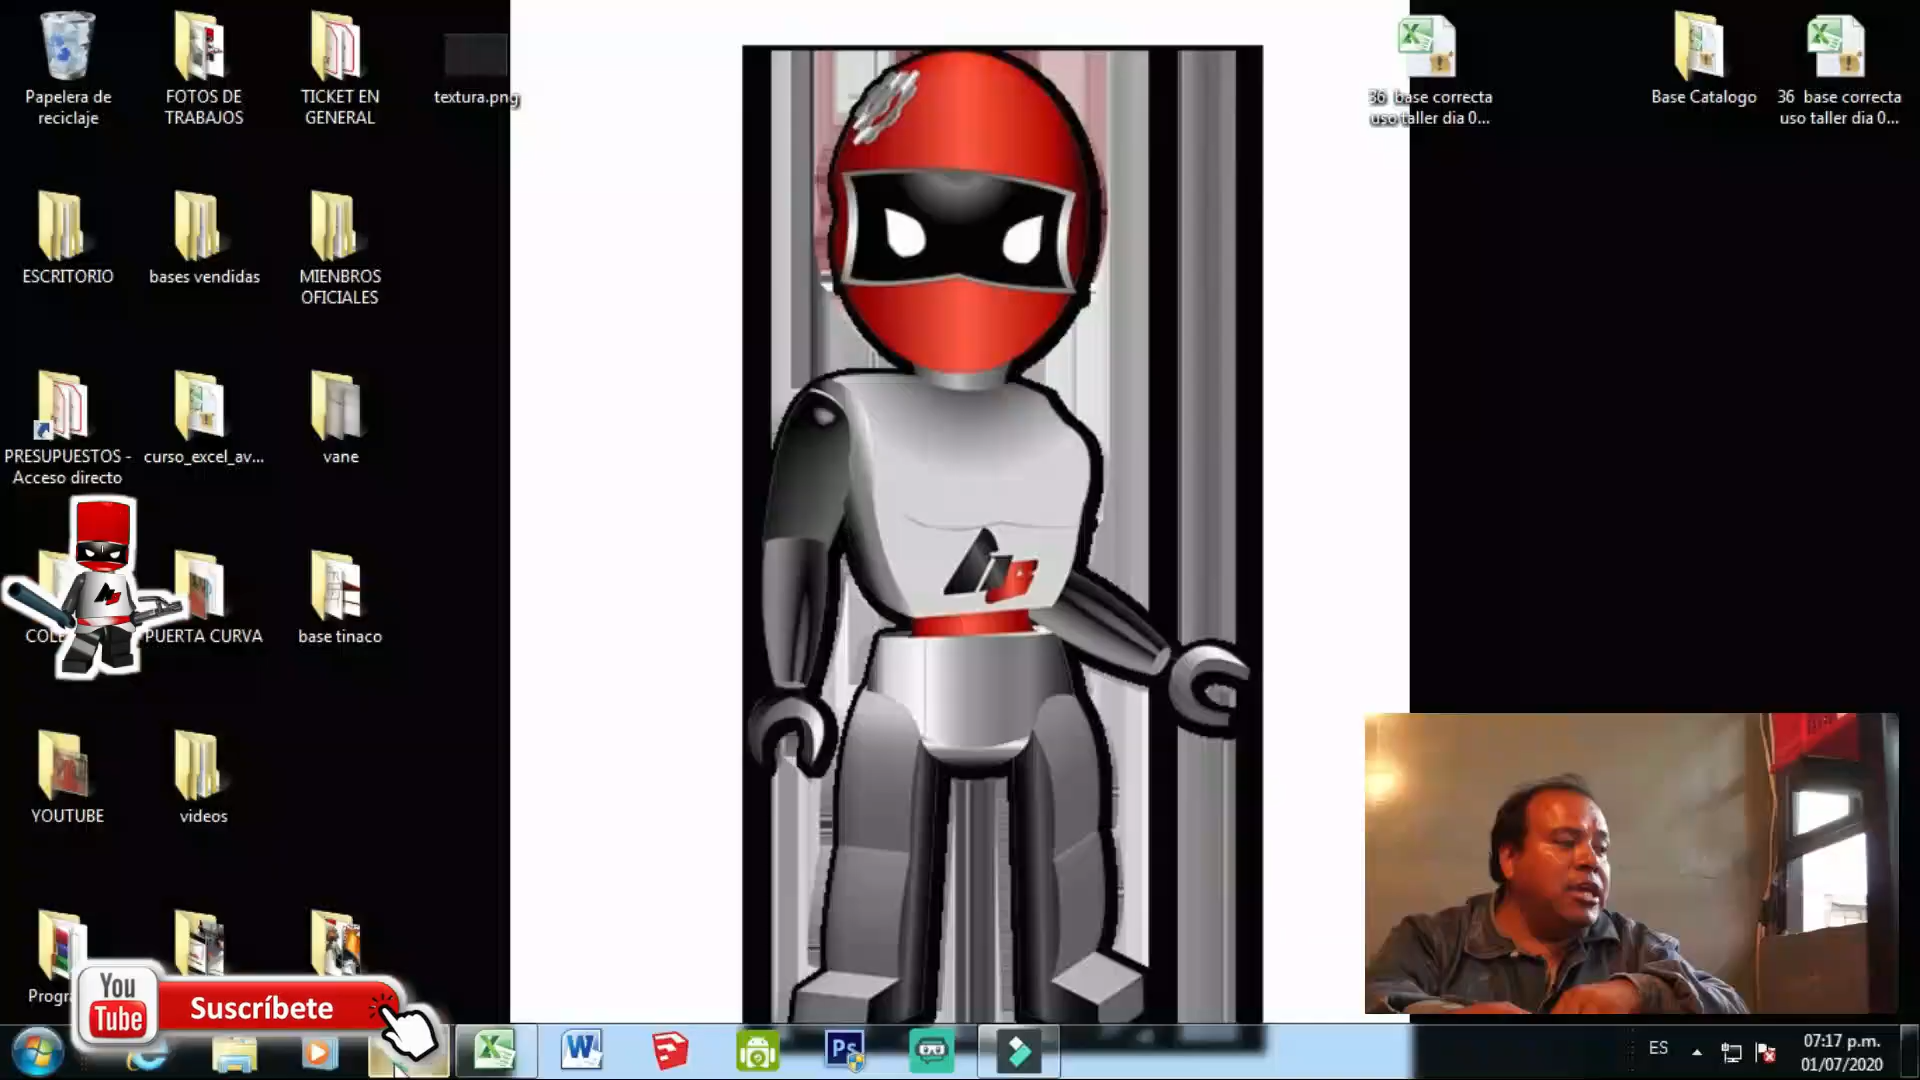 Papelera de
reciclaje
FOTOS DE
TRABAJOS
TICKET EN
GENERAL
textura.png
36 base correcta
uso taller dia 0...
Base Catalogo
36 base correcta
uso taller dia 0...
ESCRITORIO
bases vendidas
MIENBROS
OFICIALES
PRESUPUESTOS -
Acceso directo
curso_excel_av...
vane
PUERTA CURVA
base tinaco
YOUTUBE
videos
You
Tube
Suscríbete
Ps
ES
07:17 p.m.
01/07/2020